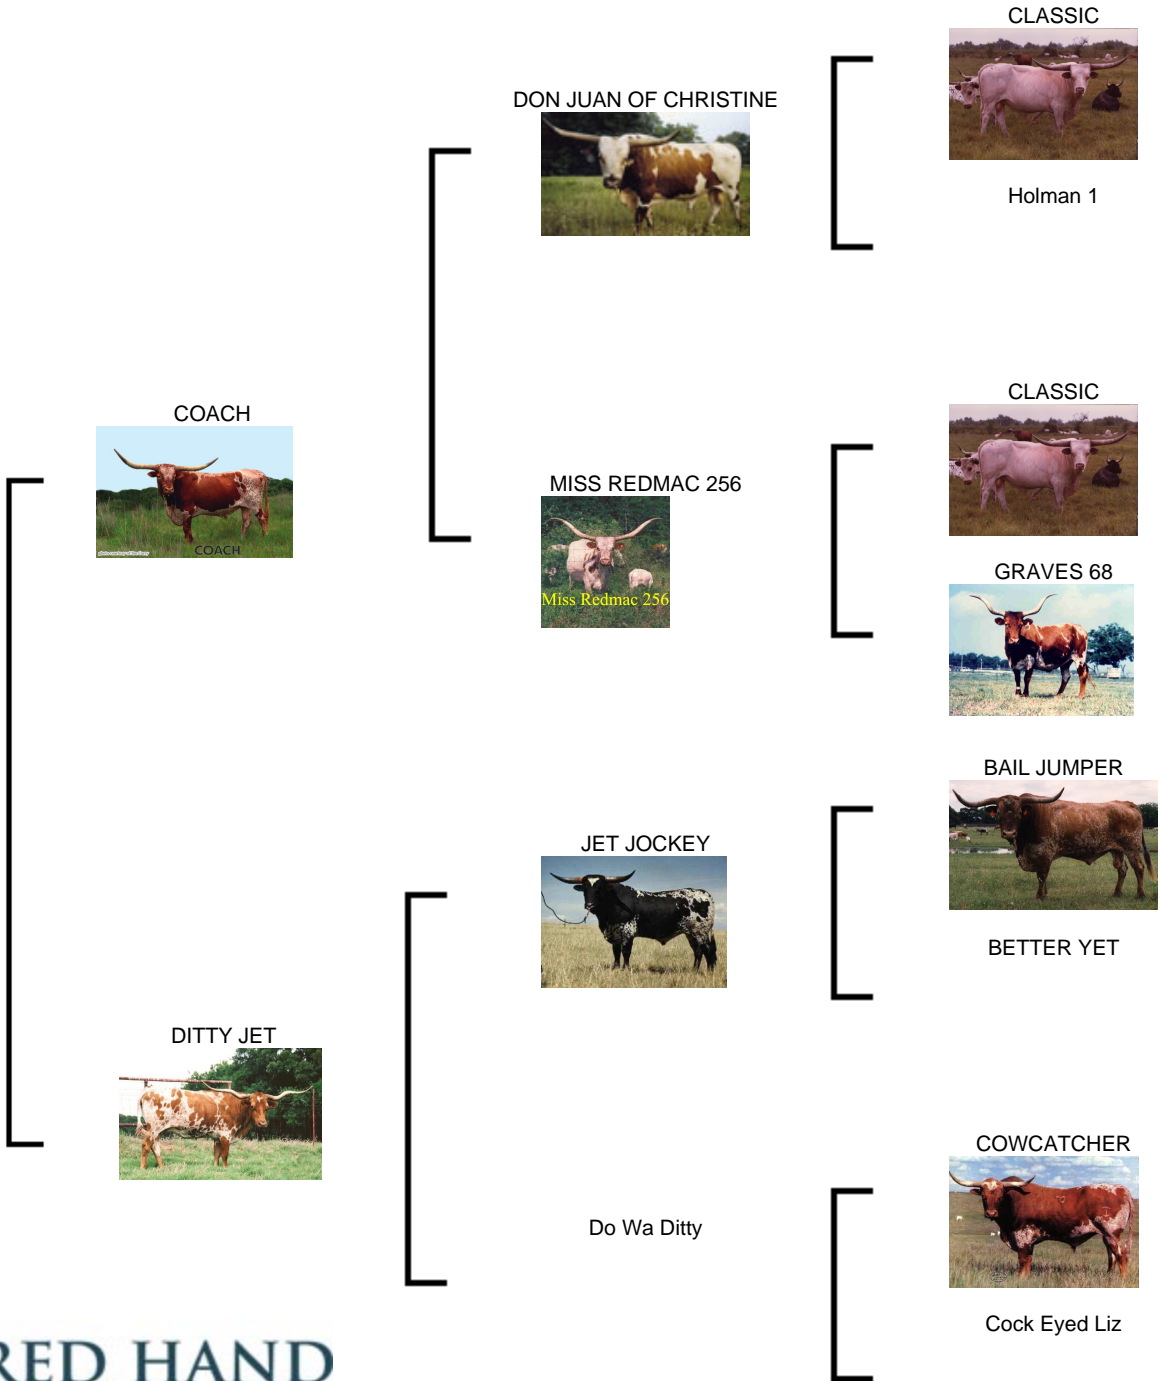 CLASSIC
DON JUAN OF CHRISTINE
Holman 1
CLASSIC
COACH
COACH
MISS REDMAC 256
Miss Redmac 256
GRAVES 68
BAIL JUMPER
JET JOCKEY
BETTER YET
DITTY JET
COWCATCHER
Do Wa Ditty
Cock Eyed Liz
RED HAND